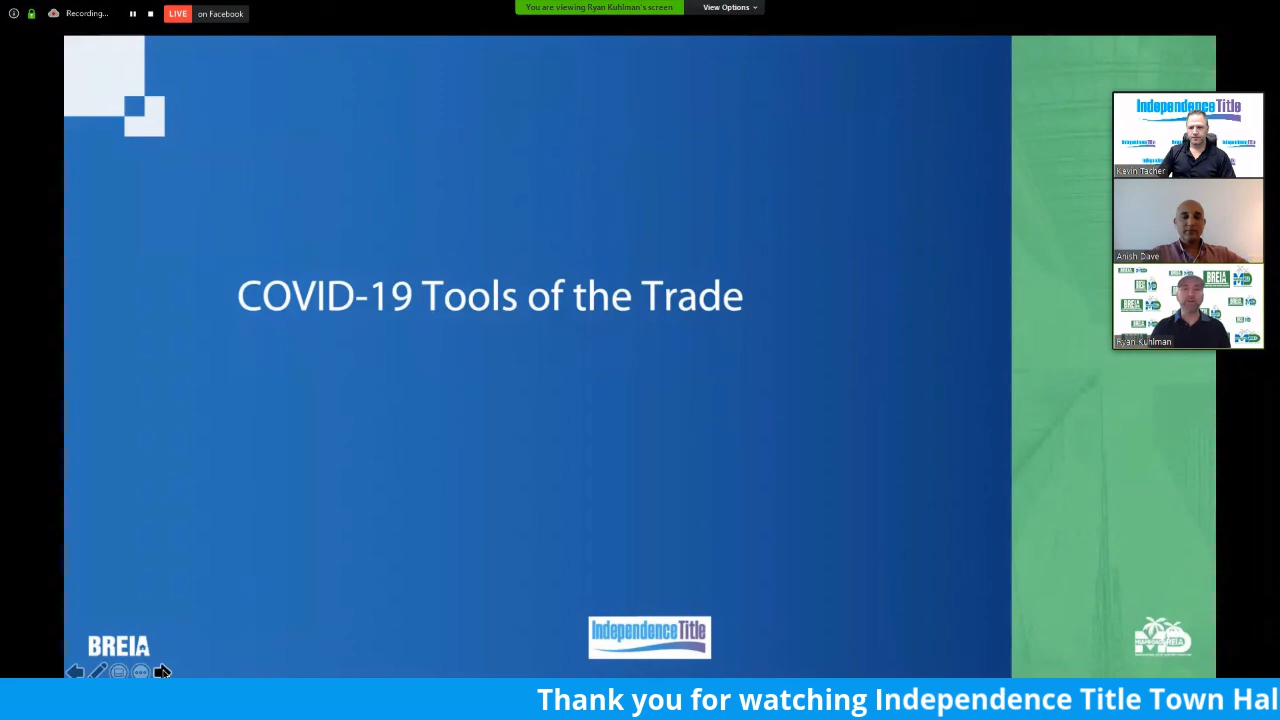 Recording...
LIVE on Facebook
You are viewing Ryan Kuhlman's screen
View Options
Independence Title
Kevin Tacher
Anish Dave
BREIA
Ryan Kuhlman
COVID-19 Tools of the Trade
BREIA
Independence Title
Thank you for watching Independence Title Town Hal